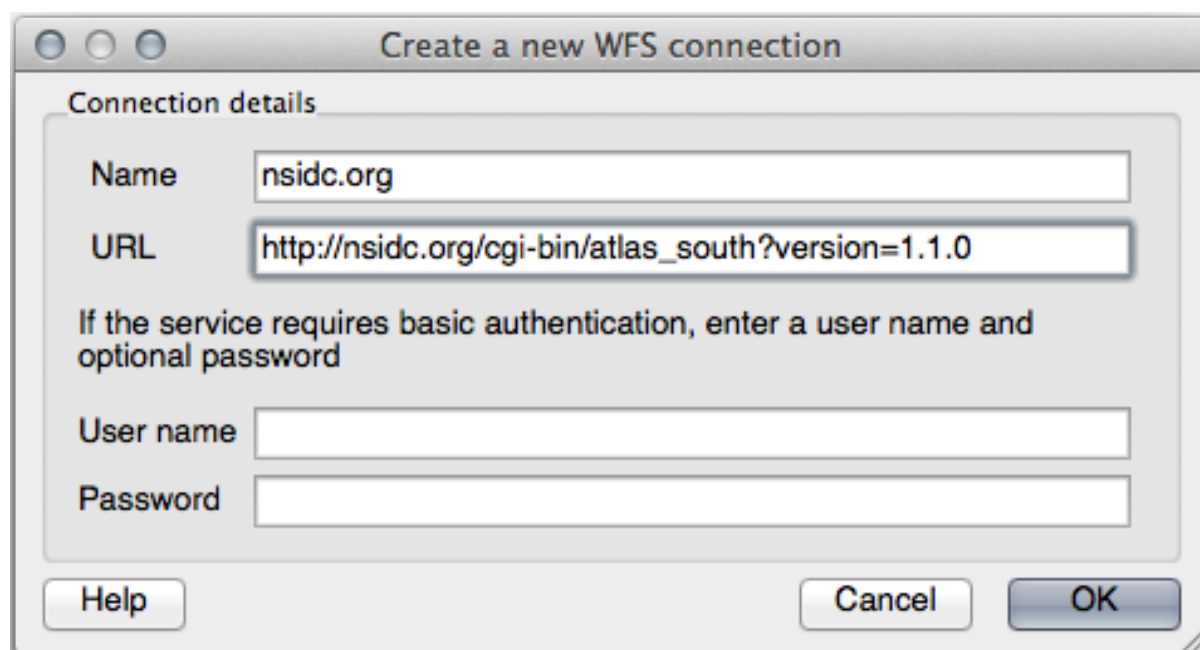 Create a new WFS connection
Connection details
Name nsidc.org
URL http://nsidc.org/cgi-bin/atlas_south?version=1.1.0
If the service requires basic authentication, enter a user name and
optional password
User name
Password
Help Cancel OK